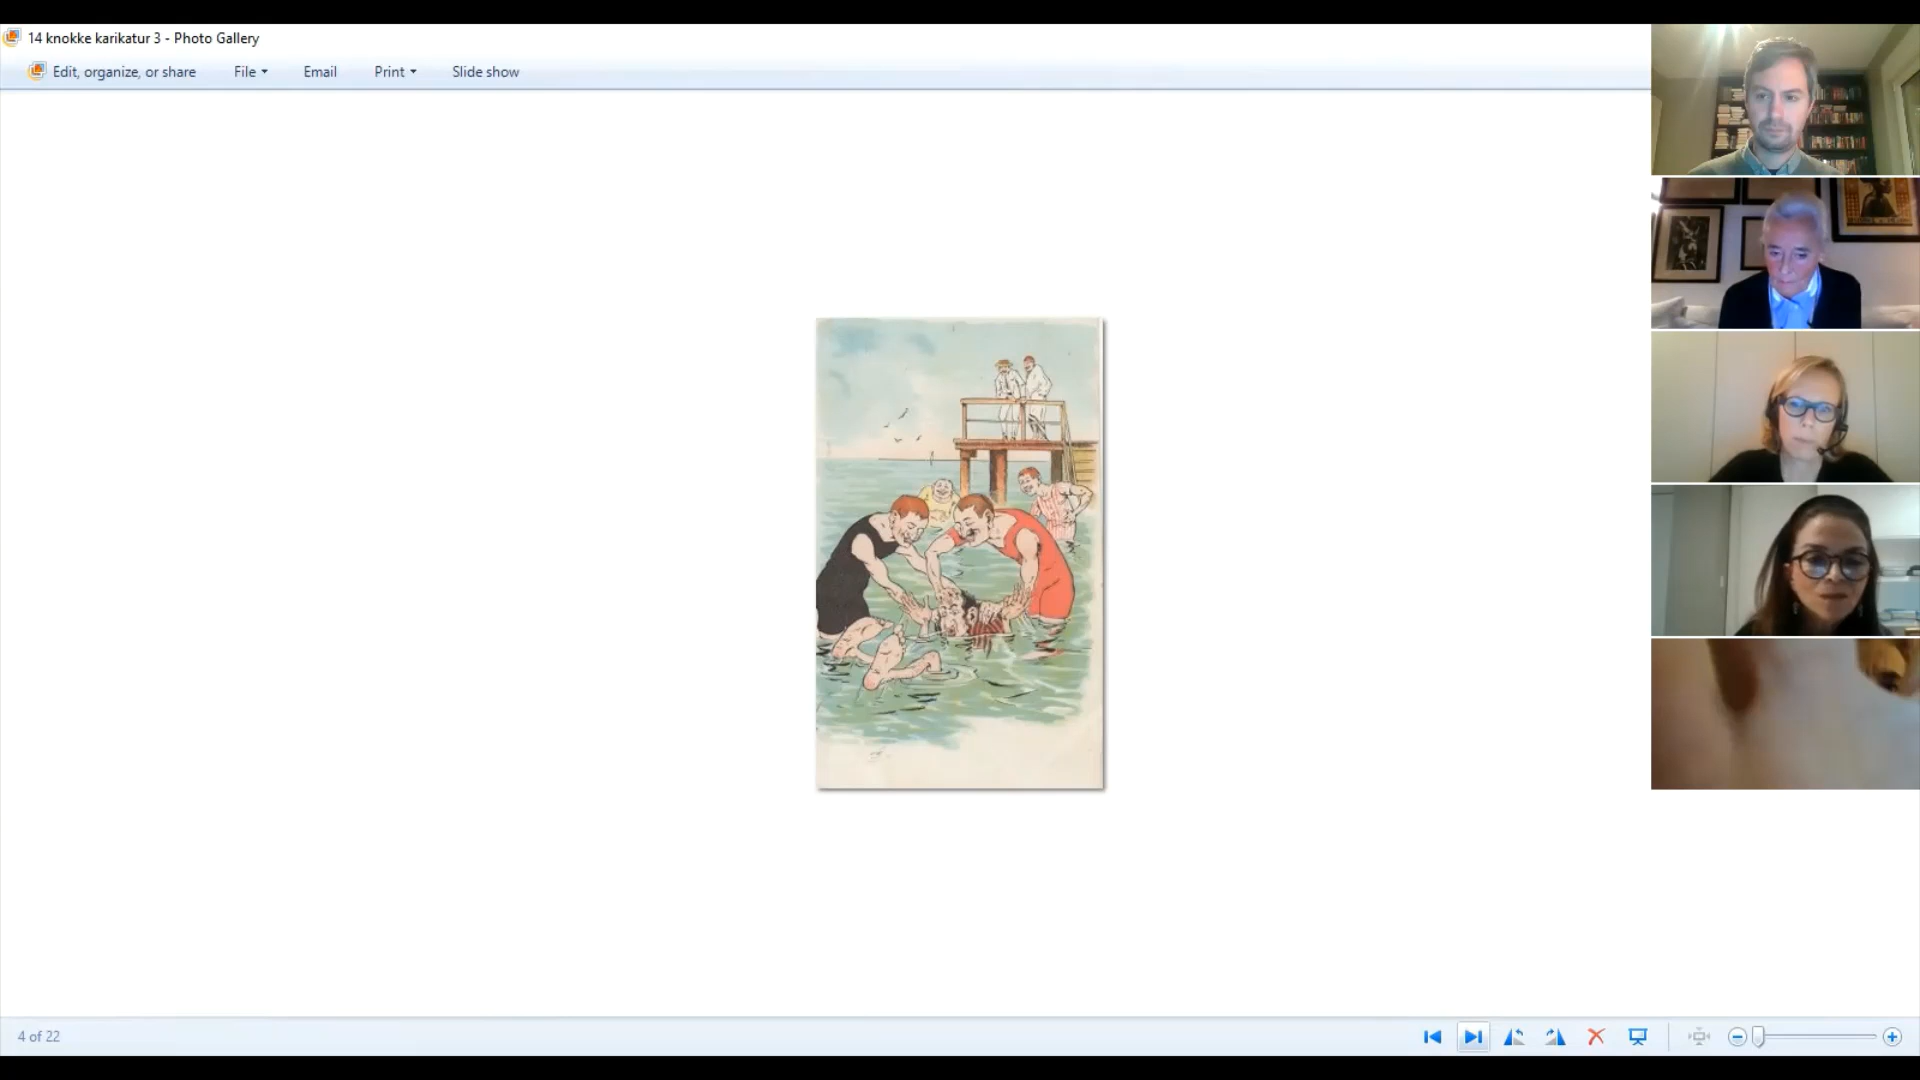 14 knokke karikatur 3 - Photo Gallery
Edit, organize, or share File Email Print Slide show
4 of 22